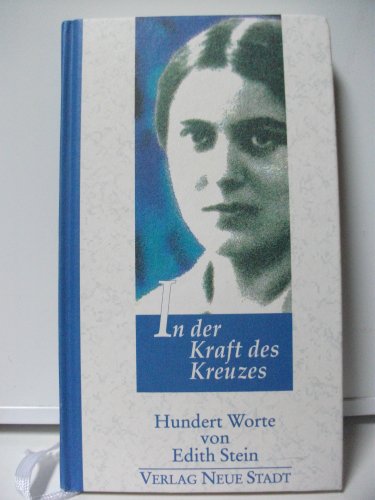 In der
Kraft des
Kreuzes
Hundert Worte
von
Edith Stein
VERLAG NEUE STADT